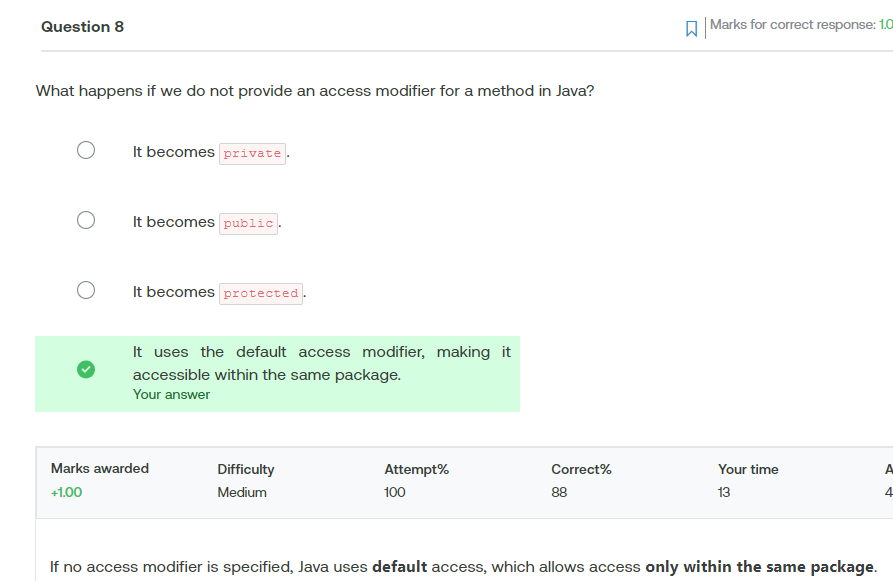 Question 8
Marks for correct response: 1.0
What happens if we do not provide an access modifier for a method in Java?
It becomes private.
It becomes public.
It becomes protected.
It uses the default access modifier, making it
accessible within the same package.
Your answer
Marks awarded Difficulty Attempt% Correct% Your time A
+1.00 Medium 100 88 13 4
If no access modifier is specified, Java uses default access, which allows access only within the same package.